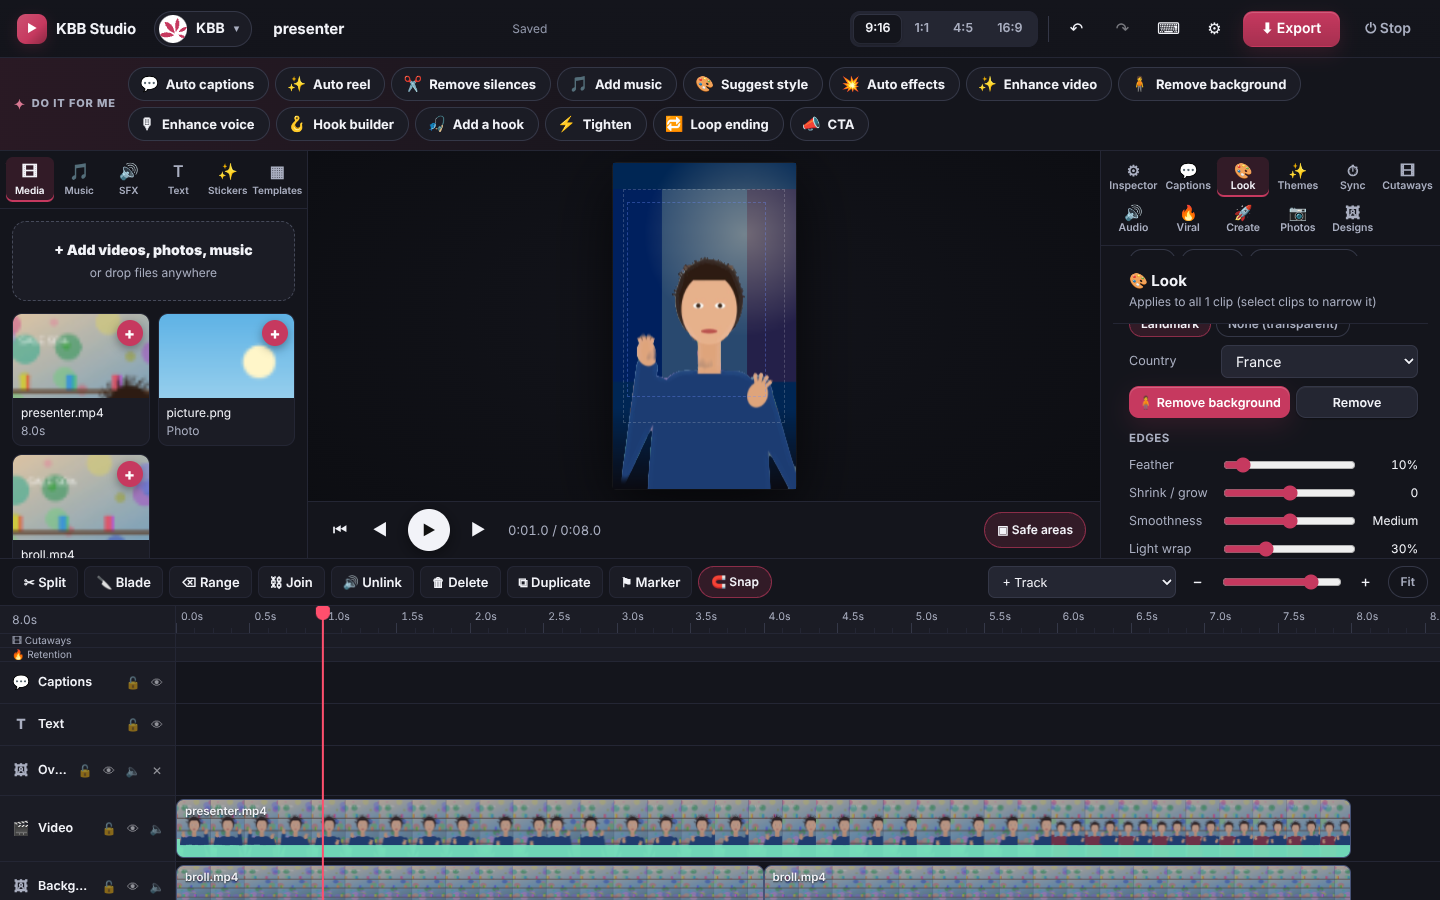 KBB Studio
KBB
presenter
Saved
9:16 1:1 4:5 16:9
Export
Stop
DO IT FOR ME
Auto captions
Auto reel
Remove silences
Add music
Suggest style
Auto effects
Enhance video
Remove background
Enhance voice
Hook builder
Add a hook
Tighten
Loop ending
CTA
Media
Music
SFX
Text
Stickers
Templates
+ Add videos, photos, music
or drop files anywhere
presenter.mp4
8.0s
picture.png
Photo
broll.mp4
0:01.0 / 0:08.0
Safe areas
Inspector
Captions
Look
Themes
Sync
Cutaways
Audio
Viral
Create
Photos
Designs
Look
Applies to all 1 clip (select clips to narrow it)
Landmark
None (transparent)
Country
France
Remove background
Remove
EDGES
Feather 10%
Shrink / grow 0
Smoothness Medium
Light wrap 30%
Split
Blade
Range
Join
Unlink
Delete
Duplicate
Marker
Snap
+ Track
Fit
8.0s
0.0s 0.5s 1.0s 1.5s 2.0s 2.5s 3.0s 3.5s 4.0s 4.5s 5.0s 5.5s 6.0s 6.5s 7.0s 7.5s 8.0s 8.
Cutaways
Retention
Captions
T Text
Ov...
Video
presenter.mp4
Backg...
broll.mp4
broll.mp4